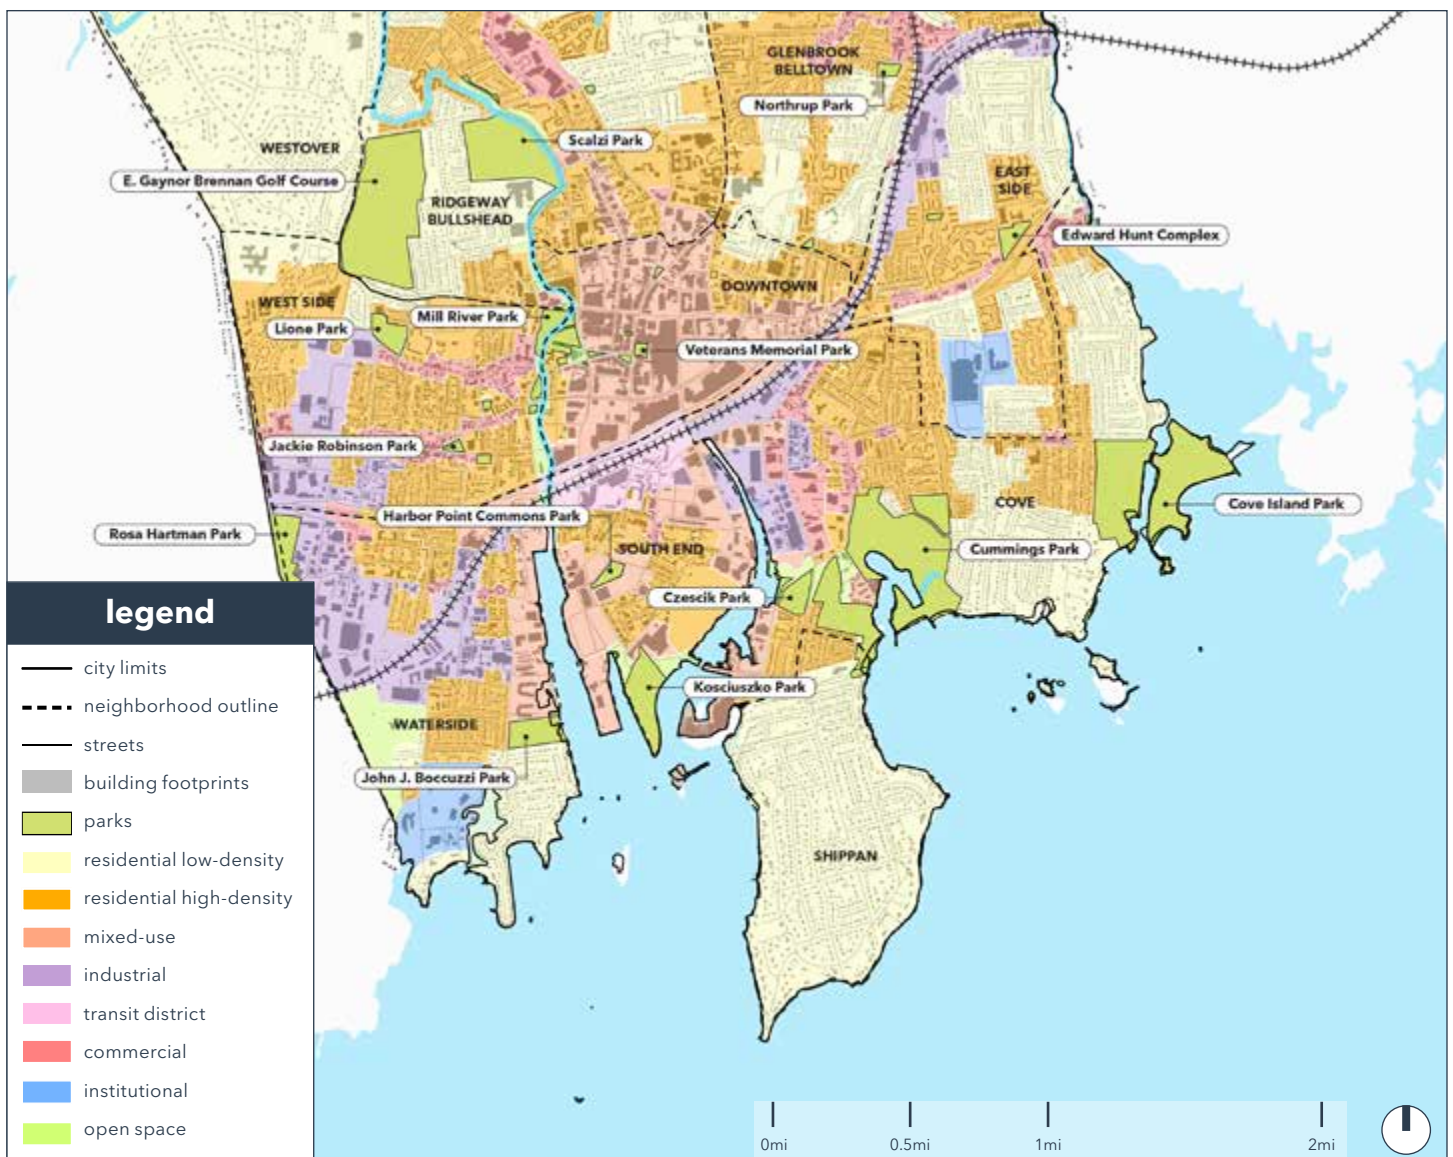 GLENBROOK
BELLTOWN
Northrup Park
Scalzi Park
WESTOVER
E. Gaynor Brennan Golf Course
RIDGEWAY
BULLSHEAD
EAST
SIDE
Edward Hunt Complex
DOWNTOWN
WEST SIDE
Lione Park
Mill River Park
Veterans Memorial Park
Jackie Robinson Park
COVE
Cove Island Park
Harbor Point Commons Park
Rosa Hartman Park
SOUTH END
Cummings Park
Czescik Park
Kosciuszko Park
WATERSIDE
John J. Boccuzzi Park
SHIPPAN
legend
city limits
neighborhood outline
streets
building footprints
parks
residential low-density
residential high-density
mixed-use
industrial
transit district
commercial
institutional
open space
0mi
0.5mi
1mi
2mi